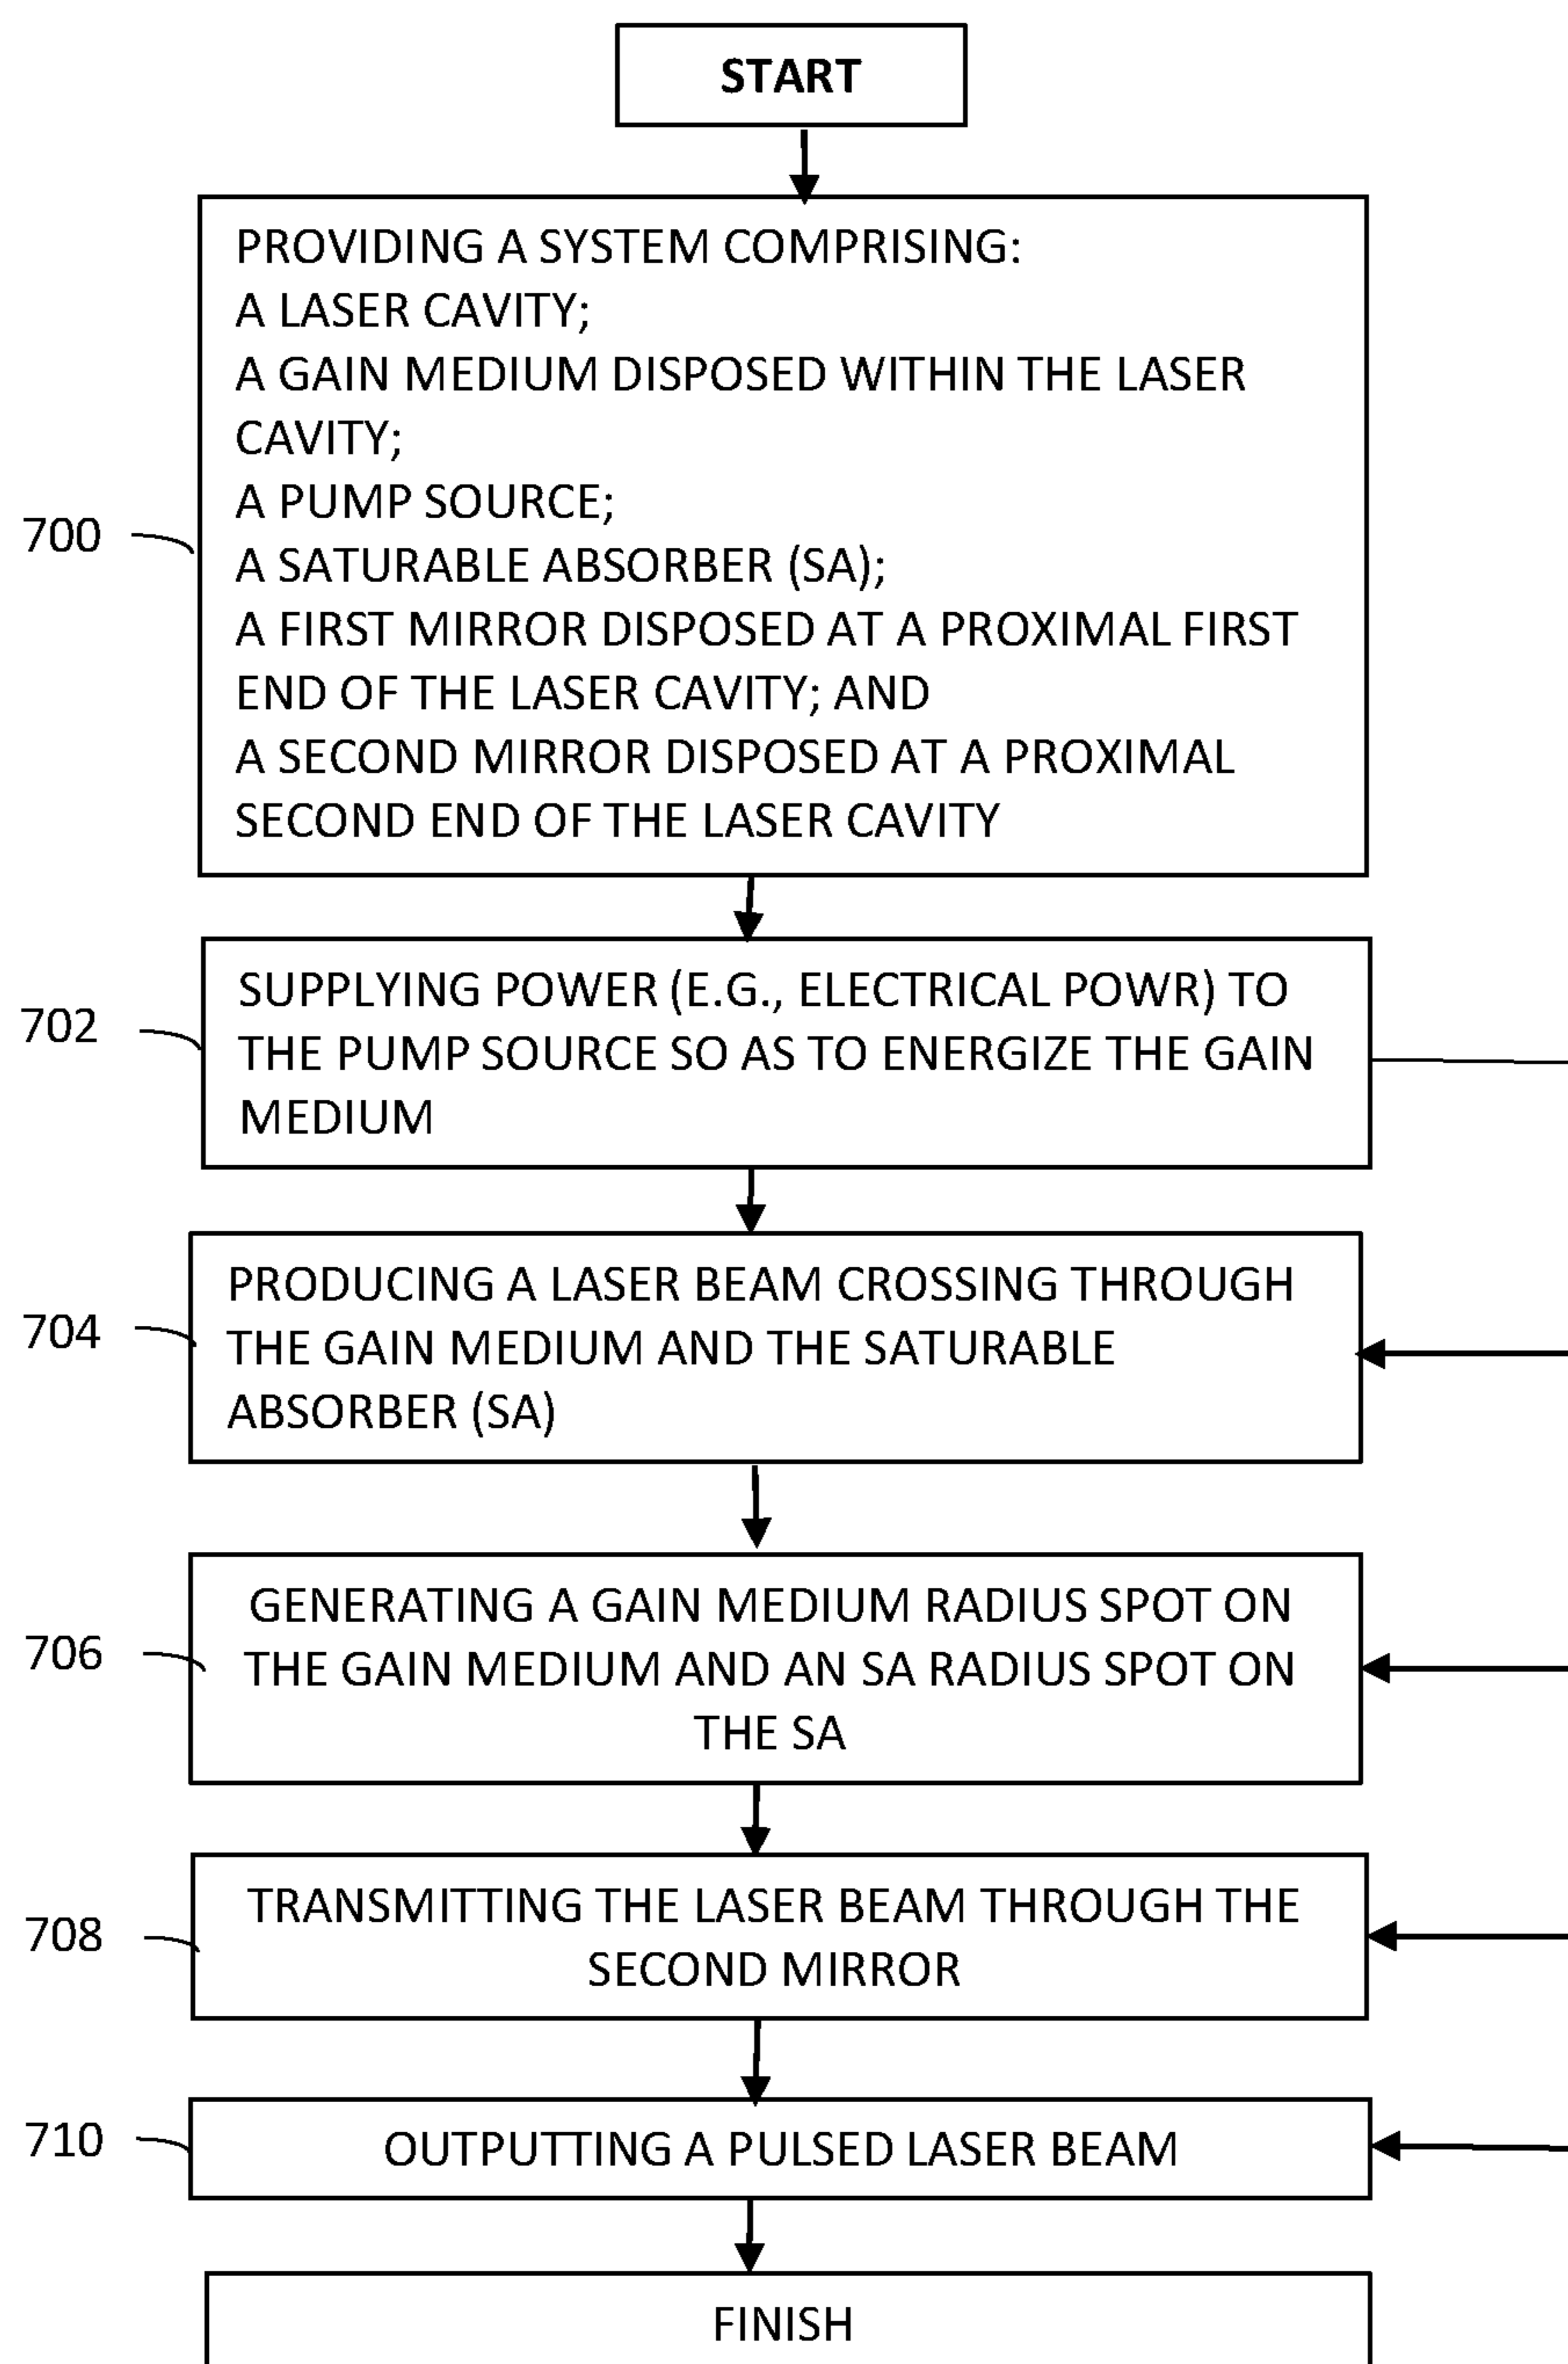 START
PROVIDING A SYSTEM COMPRISING:
A LASER CAVITY;
A GAIN MEDIUM DISPOSED WITHIN THE LASER
CAVITY;
A PUMP SOURCE;
A SATURABLE ABSORBER (SA);
A FIRST MIRROR DISPOSED AT A PROXIMAL FIRST
END OF THE LASER CAVITY; AND
A SECOND MIRROR DISPOSED AT A PROXIMAL
SECOND END OF THE LASER CAVITY
700
SUPPLYING POWER (E.G., ELECTRICAL POWR) TO
THE PUMP SOURCE SO AS TO ENERGIZE THE GAIN
MEDIUM
702
PRODUCING A LASER BEAM CROSSING THROUGH
THE GAIN MEDIUM AND THE SATURABLE
ABSORBER (SA)
704
GENERATING A GAIN MEDIUM RADIUS SPOT ON
THE GAIN MEDIUM AND AN SA RADIUS SPOT ON
THE SA
706
TRANSMITTING THE LASER BEAM THROUGH THE
SECOND MIRROR
708
OUTPUTTING A PULSED LASER BEAM
710
FINISH